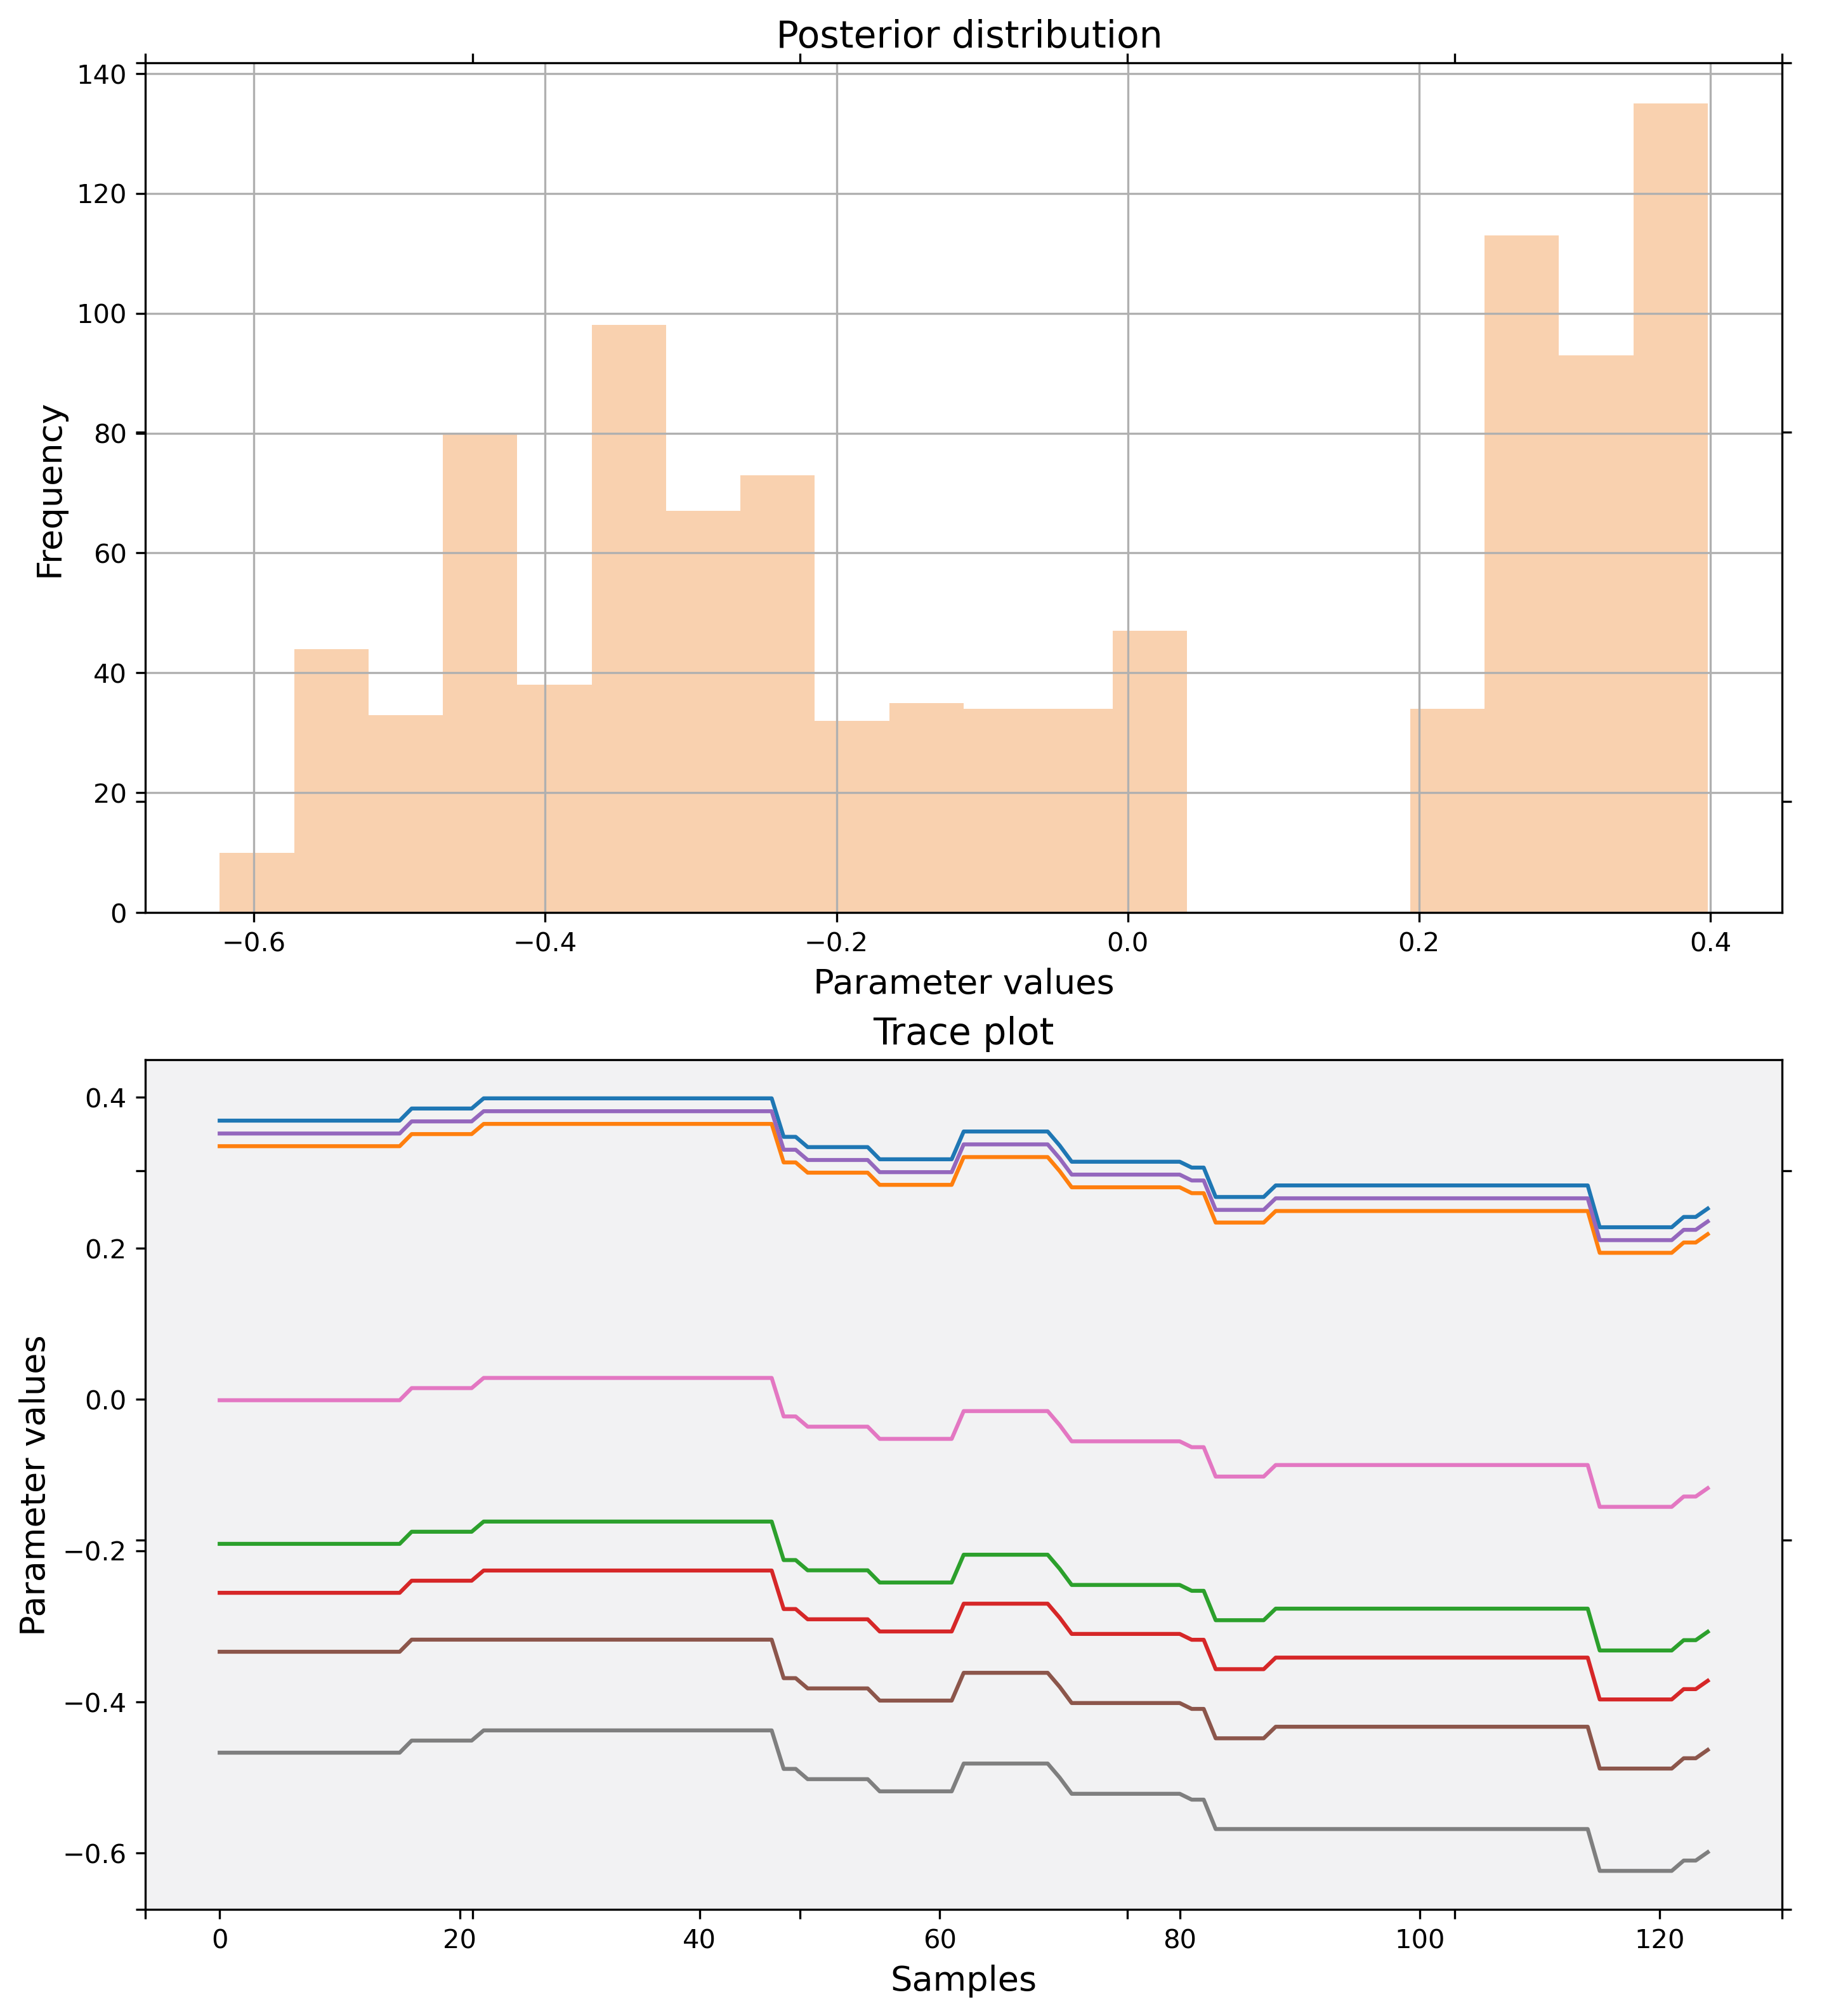 Posterior distribution
140
120
100
80
60
40
20
0
Frequency
−0.6 −0.4 −0.2 0.0 0.2 0.4
Parameter values
Trace plot
0.4
0.2
0.0
−0.2
−0.4
−0.6
Parameter values
0 20 40 60 80 100 120
Samples